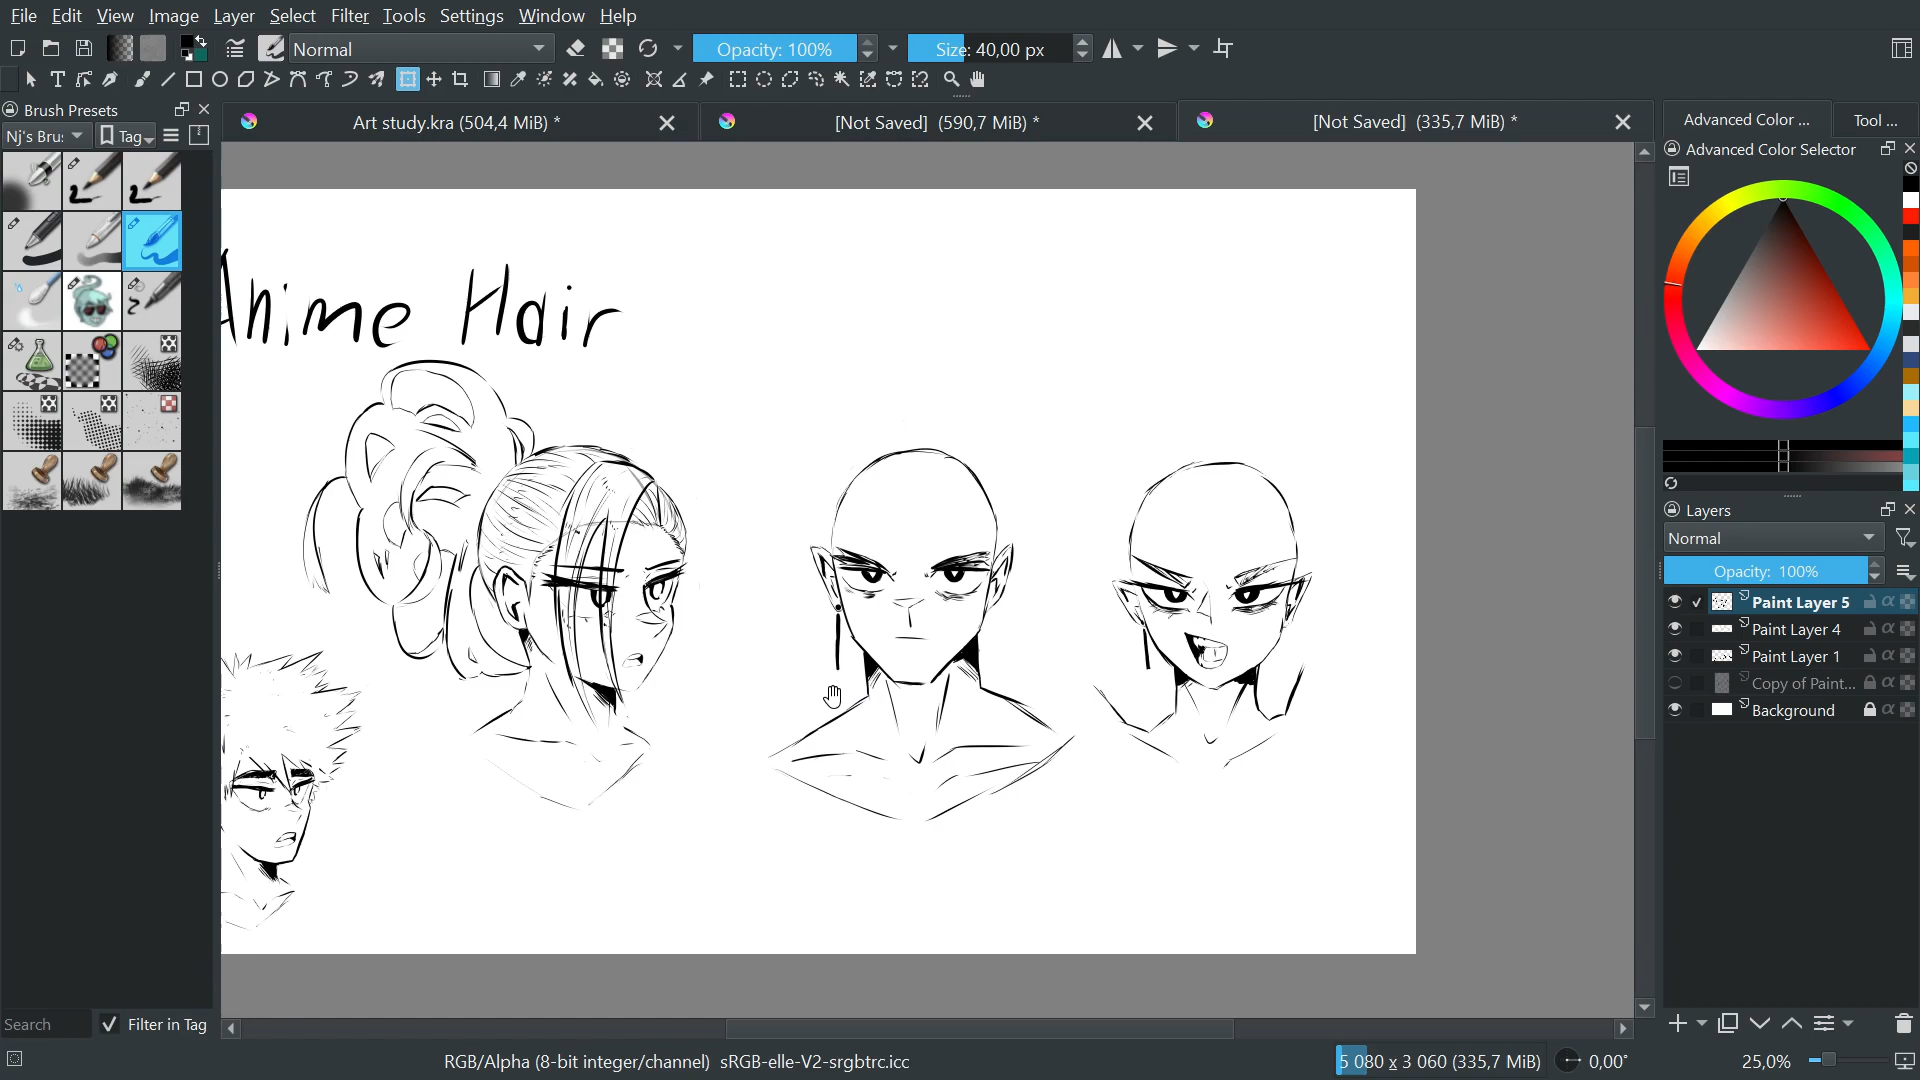 File Edit View Image Layer Select Filter Tools Settings Window Help
Normal
Opacity: 100%
Size: 40,00 px
Brush Presets
Nj's Bru:
Tag
Art study.kra (504,4 MiB) *
[Not Saved] (590,7 MiB) *
[Not Saved] (335,7 MiB) *
Advanced Color ...
Tool ...
Advanced Color Selector
Anime Hair
Layers
Normal
Opacity: 100%
Paint Layer 5
Paint Layer 4
Paint Layer 1
Copy of Paint...
Background
Search
Filter in Tag
RGB/Alpha (8-bit integer/channel) sRGB-elle-V2-srgbtrc.icc
5 080 x 3 060 (335,7 MiB)
0,00°
25,0%